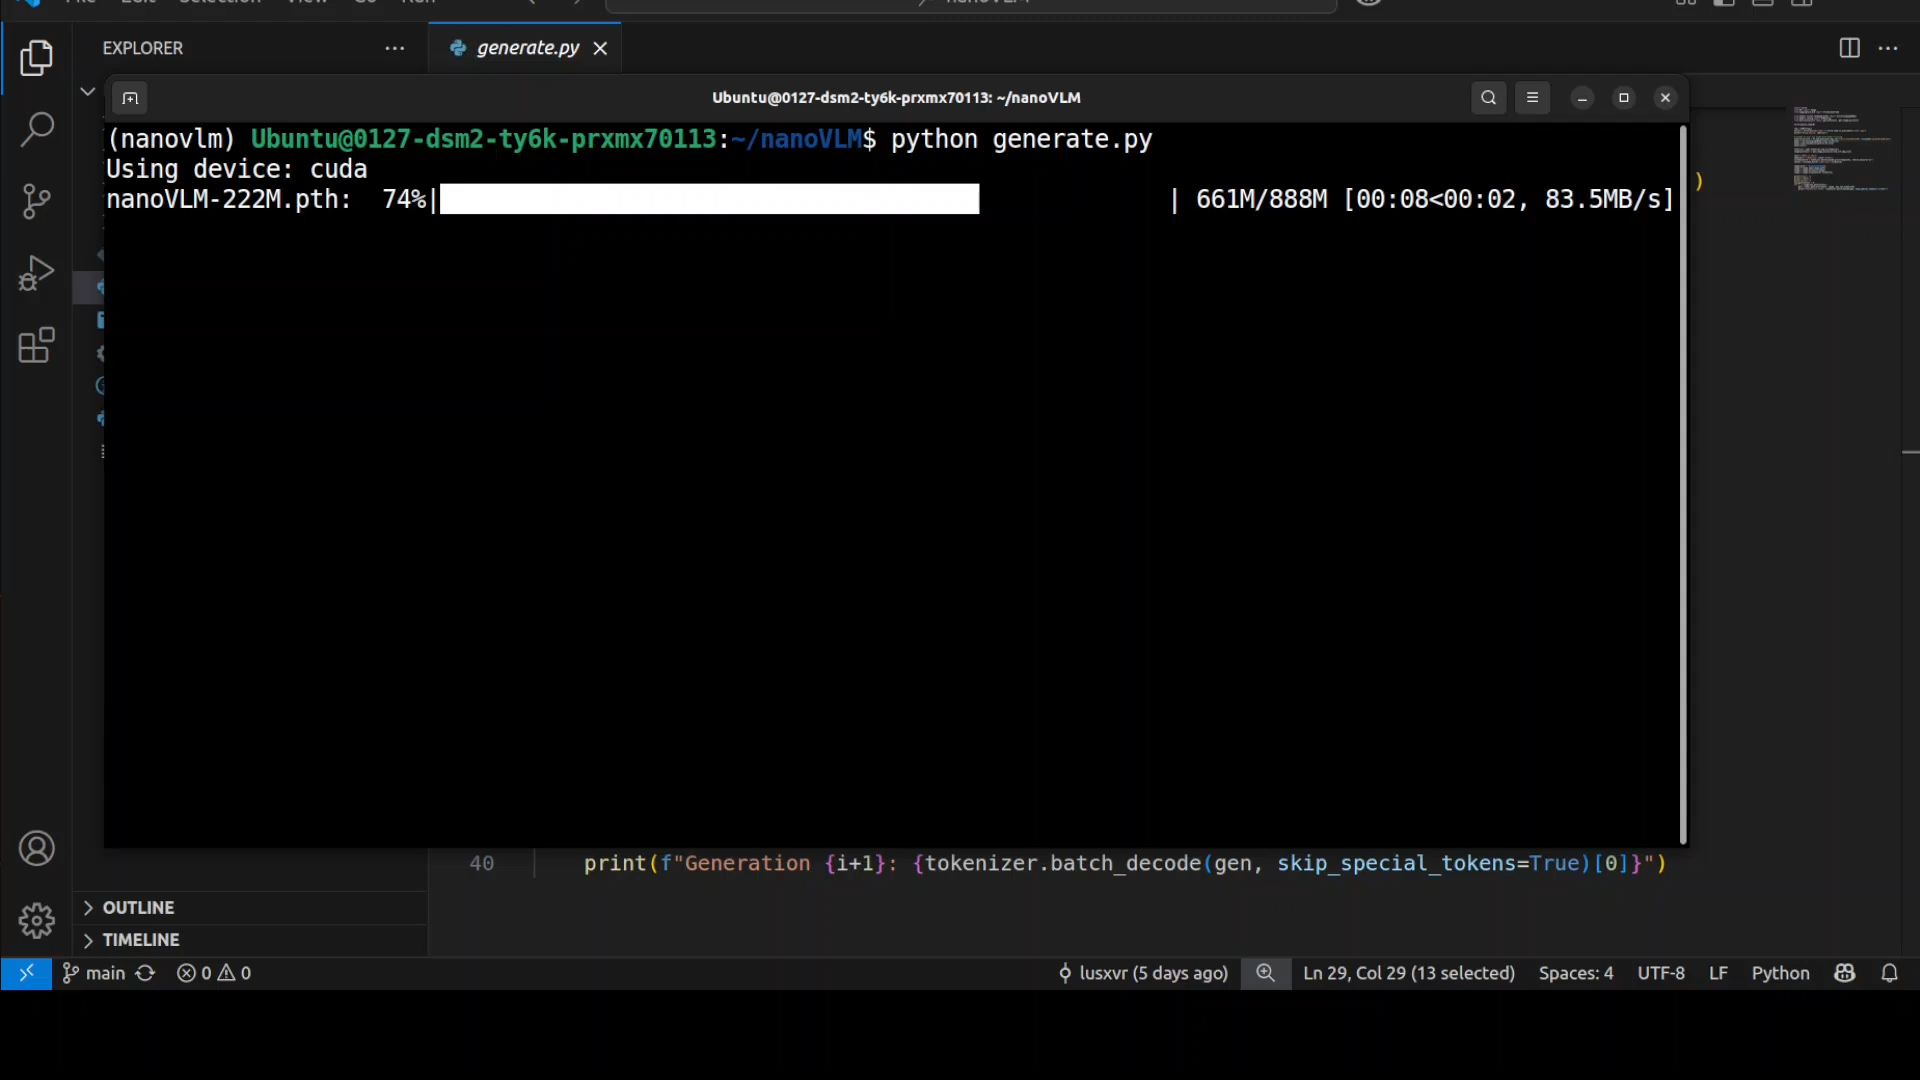 nanoVLM
EXPLORER
generate.py
Ubuntu@0127-dsm2-ty6k-prxmx70113: ~/nanoVLM
(nanovlm) Ubuntu@0127-dsm2-ty6k-prxmx70113:~/nanoVLM$ python generate.py
Using device: cuda
nanoVLM-222M.pth: 74%| | 661M/888M [00:08<00:02, 83.5MB/s]
)
40 print(f"Generation {i+1}: {tokenizer.batch_decode(gen, skip_special_tokens=True)[0]}")
OUTLINE
TIMELINE
main 0 0 lusxvr (5 days ago) Ln 29, Col 29 (13 selected) Spaces: 4 UTF-8 LF Python